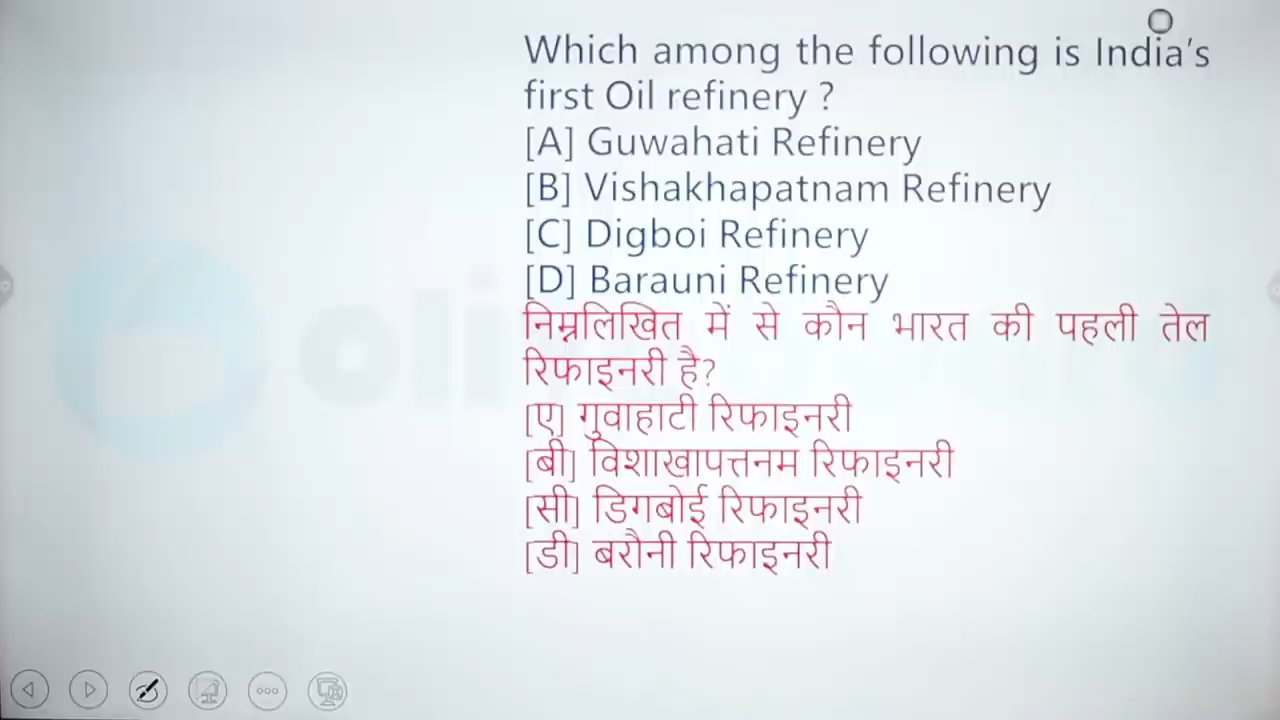 Which among the following is India's
first Oil refinery ?
[A] Guwahati Refinery
[B] Vishakhapatnam Refinery
[C] Digboi Refinery
[D] Barauni Refinery
निम्नलिखित में से कौन भारत की पहली तेल
रिफाइनरी है?
[ए] गुवाहाटी रिफाइनरी
[बी] विशाखापत्तनम रिफाइनरी
[सी] डिगबोई रिफाइनरी
[डी] बरौनी रिफाइनरी